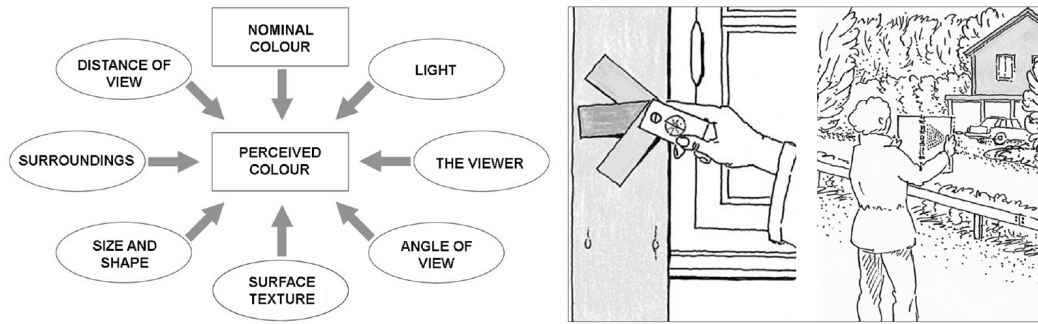 NOMINAL
COLOUR
DISTANCE OF
VIEW
LIGHT
SURROUNDINGS
PERCEIVED
COLOUR
THE VIEWER
SIZE AND
SHAPE
ANGLE OF
VIEW
SURFACE
TEXTURE